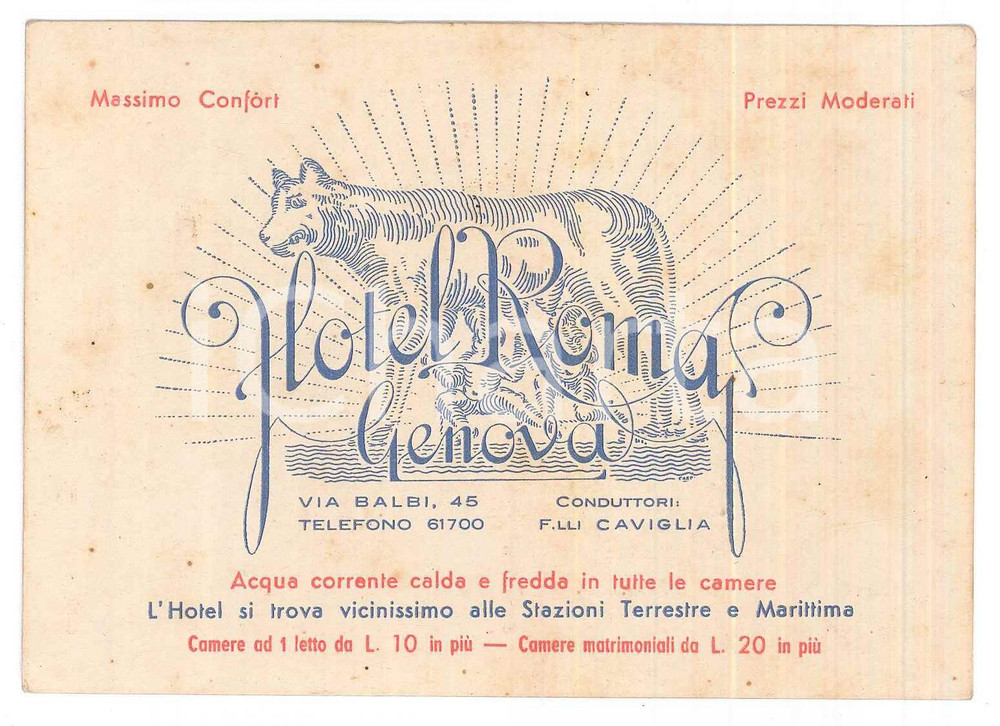 Massimo Confort
Prezzi Moderati
Hotel Roma
Genova
VIA BALBI, 45
TELEFONO 61700
CONDUTTORI:
F.LLI CAVIGLIA
Acqua corrente calda e fredda in tutte le camere
L'Hotel si trova vicinissimo alle Stazioni Terrestre e Marittima
Camere ad 1 letto da L. 10 in più — Camere matrimoniali da L. 20 in più